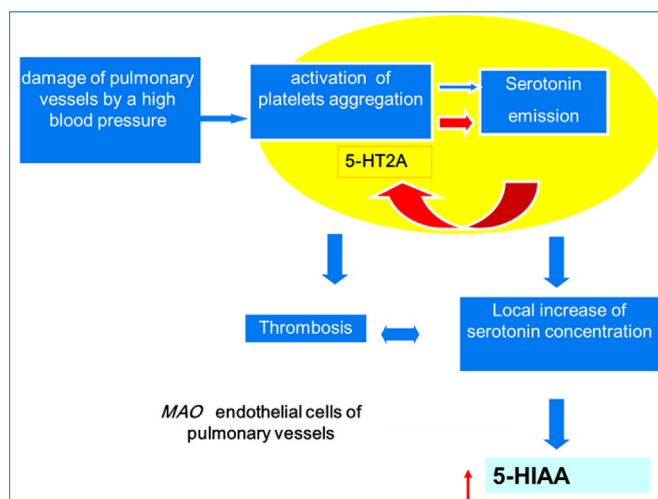 damage of pulmonary
vessels by a high
blood pressure
activation of
platelets aggregation
Serotonin
emission
5-HT2A
Thrombosis
Local increase of
serotonin concentration
MAO endothelial cells of
pulmonary vessels
5-HIAA